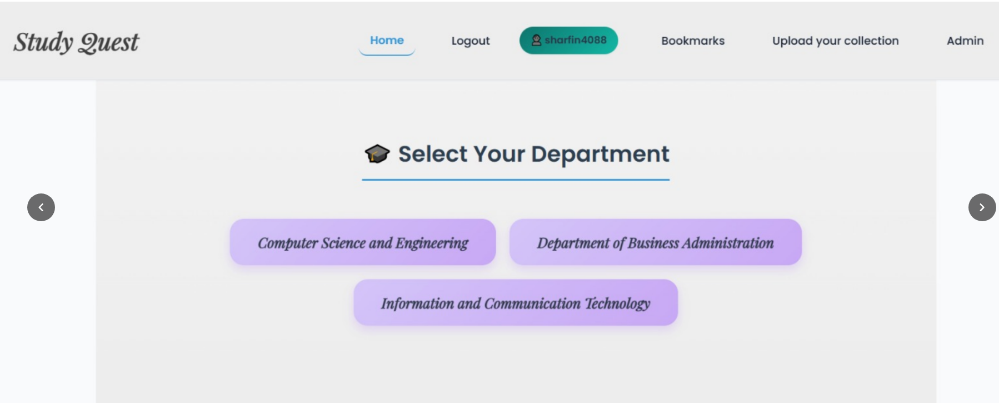 Study Quest
Home Logout sharfin4088 Bookmarks Upload your collection Admin
Select Your Department
Computer Science and Engineering Department of Business Administration
Information and Communication Technology